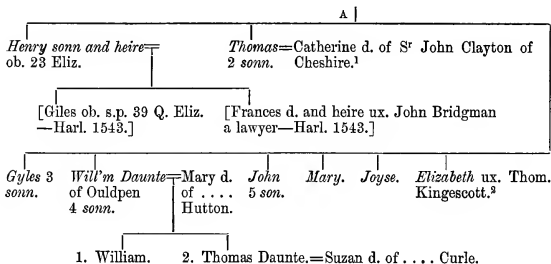 A
Henry sonn and heire= Thomas=Catherine d. of Sr John Clayton of
ob. 23 Eliz. 2 sonn. Cheshire.1
[Giles ob. s.p. 39 Q. Eliz. [Frances d. and heire ux. John Bridgman
—Harl. 1543.] a lawyer—Harl. 1543.]
Gyles 3 Will'm Daunte=Mary d. John Mary. Joyse. Elizabeth ux. Thom.
sonn. of Ouldpen of .... 5 son. Kingescott.2
4 sonn. Hutton.
1. William. 2. Thomas Daunte.=Suzan d. of .... Curle.